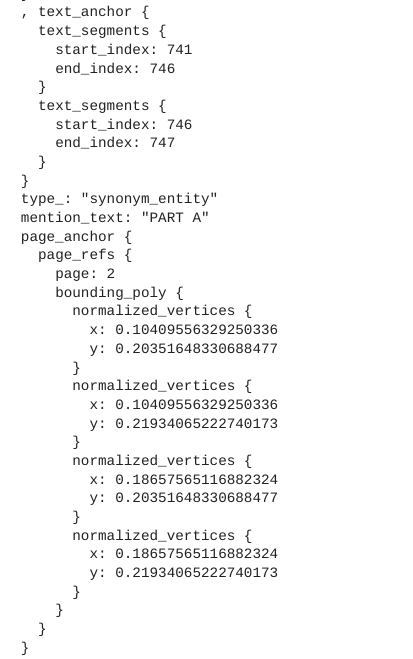 , text_anchor {
  text_segments {
    start_index: 741
    end_index: 746
  }
  text_segments {
    start_index: 746
    end_index: 747
  }
}
type_: "synonym_entity"
mention_text: "PART A"
page_anchor {
  page_refs {
    page: 2
    bounding_poly {
      normalized_vertices {
        x: 0.10409556329250336
        y: 0.20351648330688477
      }
      normalized_vertices {
        x: 0.10409556329250336
        y: 0.21934065222740173
      }
      normalized_vertices {
        x: 0.18657565116882324
        y: 0.20351648330688477
      }
      normalized_vertices {
        x: 0.18657565116882324
        y: 0.21934065222740173
      }
    }
  }
}